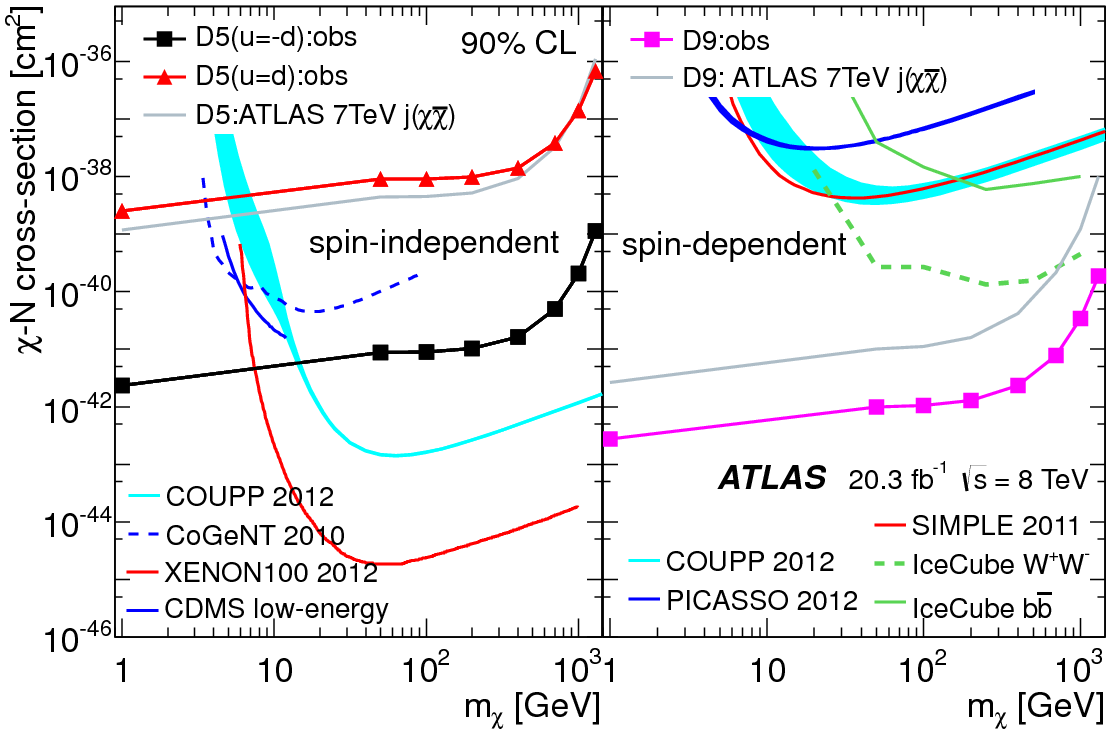 χ-N cross-section [cm²]
10⁻³⁶
10⁻³⁸
10⁻⁴⁰
10⁻⁴²
10⁻⁴⁴
10⁻⁴⁶
D5(u=-d):obs
D5(u=d):obs
D5:ATLAS 7TeV j(χχ̅)
90% CL
spin-independent
COUPP 2012
CoGeNT 2010
XENON100 2012
CDMS low-energy
1 10 10² 10³
m_χ [GeV]
D9:obs
D9: ATLAS 7TeV j(χχ̅)
spin-dependent
ATLAS 20.3 fb⁻¹ √s = 8 TeV
COUPP 2012
PICASSO 2012
SIMPLE 2011
IceCube W⁺W⁻
IceCube bb̅
1 10 10² 10³
m_χ [GeV]